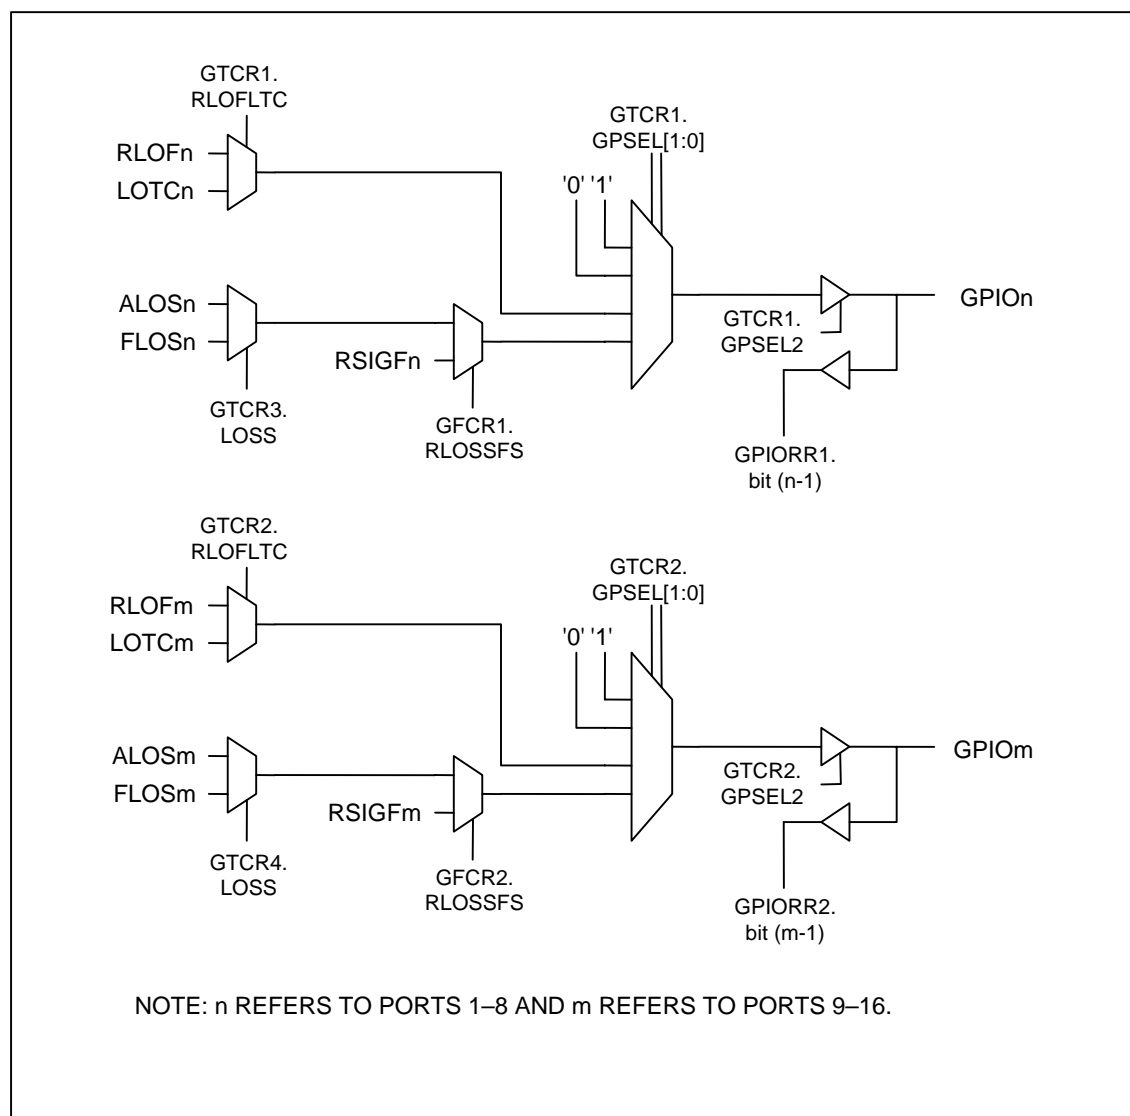 GTCR1.
RLOFLTC
GTCR1.
GPSEL[1:0]
RLOFn
LOTCn
'0' '1'
ALOSn
FLOSn
GPIOn
GTCR1.
GPSEL2
RSIGFn
GTCR3.
LOSS
GFCR1.
RLOSSFS
GPIORR1.
bit (n-1)
GTCR2.
RLOFLTC
GTCR2.
GPSEL[1:0]
RLOFm
LOTCm
'0' '1'
ALOSm
FLOSm
GPIOm
GTCR2.
GPSEL2
RSIGFm
GTCR4.
LOSS
GFCR2.
RLOSSFS
GPIORR2.
bit (m-1)
NOTE: n REFERS TO PORTS 1–8 AND m REFERS TO PORTS 9–16.